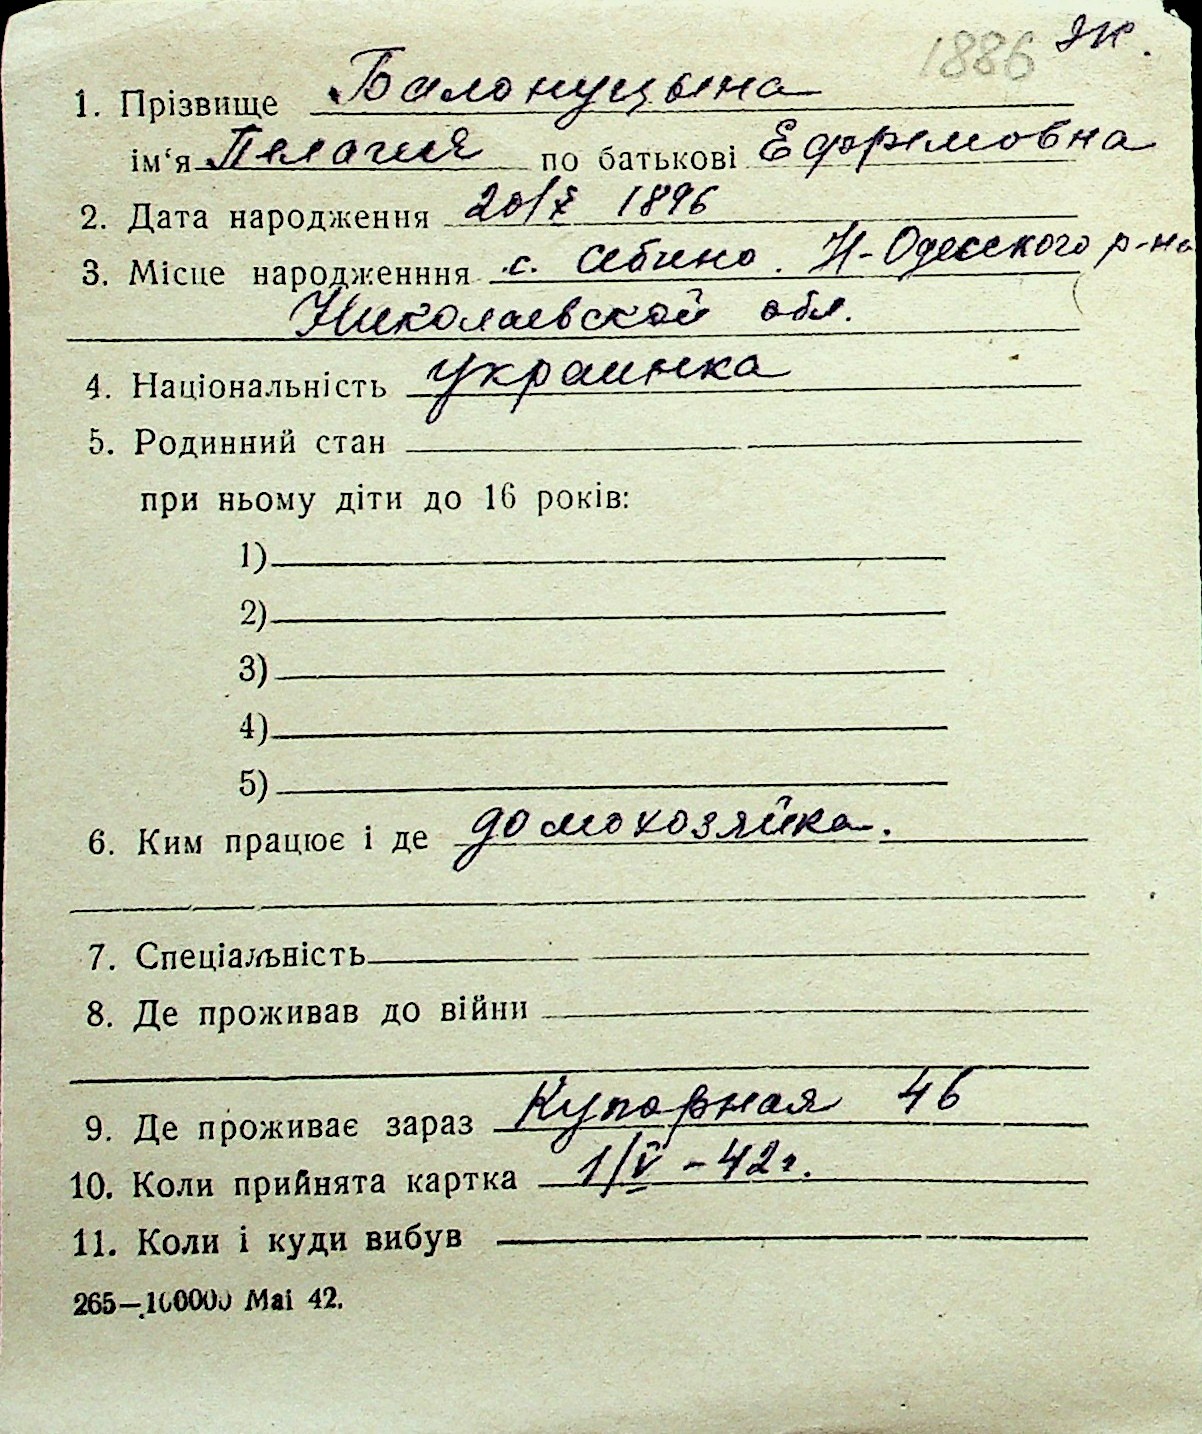 1886 Эк.
1. Прізвище Балонуцына
ім‘я Пелагия по батькові Ефремовна
2. Дата народження 20/X 1896
3. Місце народженння с. Себино. Н-Одесского р-на
Николаевской обл.
4. Національність украинка
5. Родинний стан
при ньому діти до 16 років:
1)
2)
3)
4)
5)
6. Ким працює і де домохозяйка.
7. Спеціальність
8. Де проживав до війни
9. Де проживає зараз Купорная 46
10. Коли прийнята картка 1/V - 42 г.
11. Коли і куди вибув
265—100000 Mai 42.